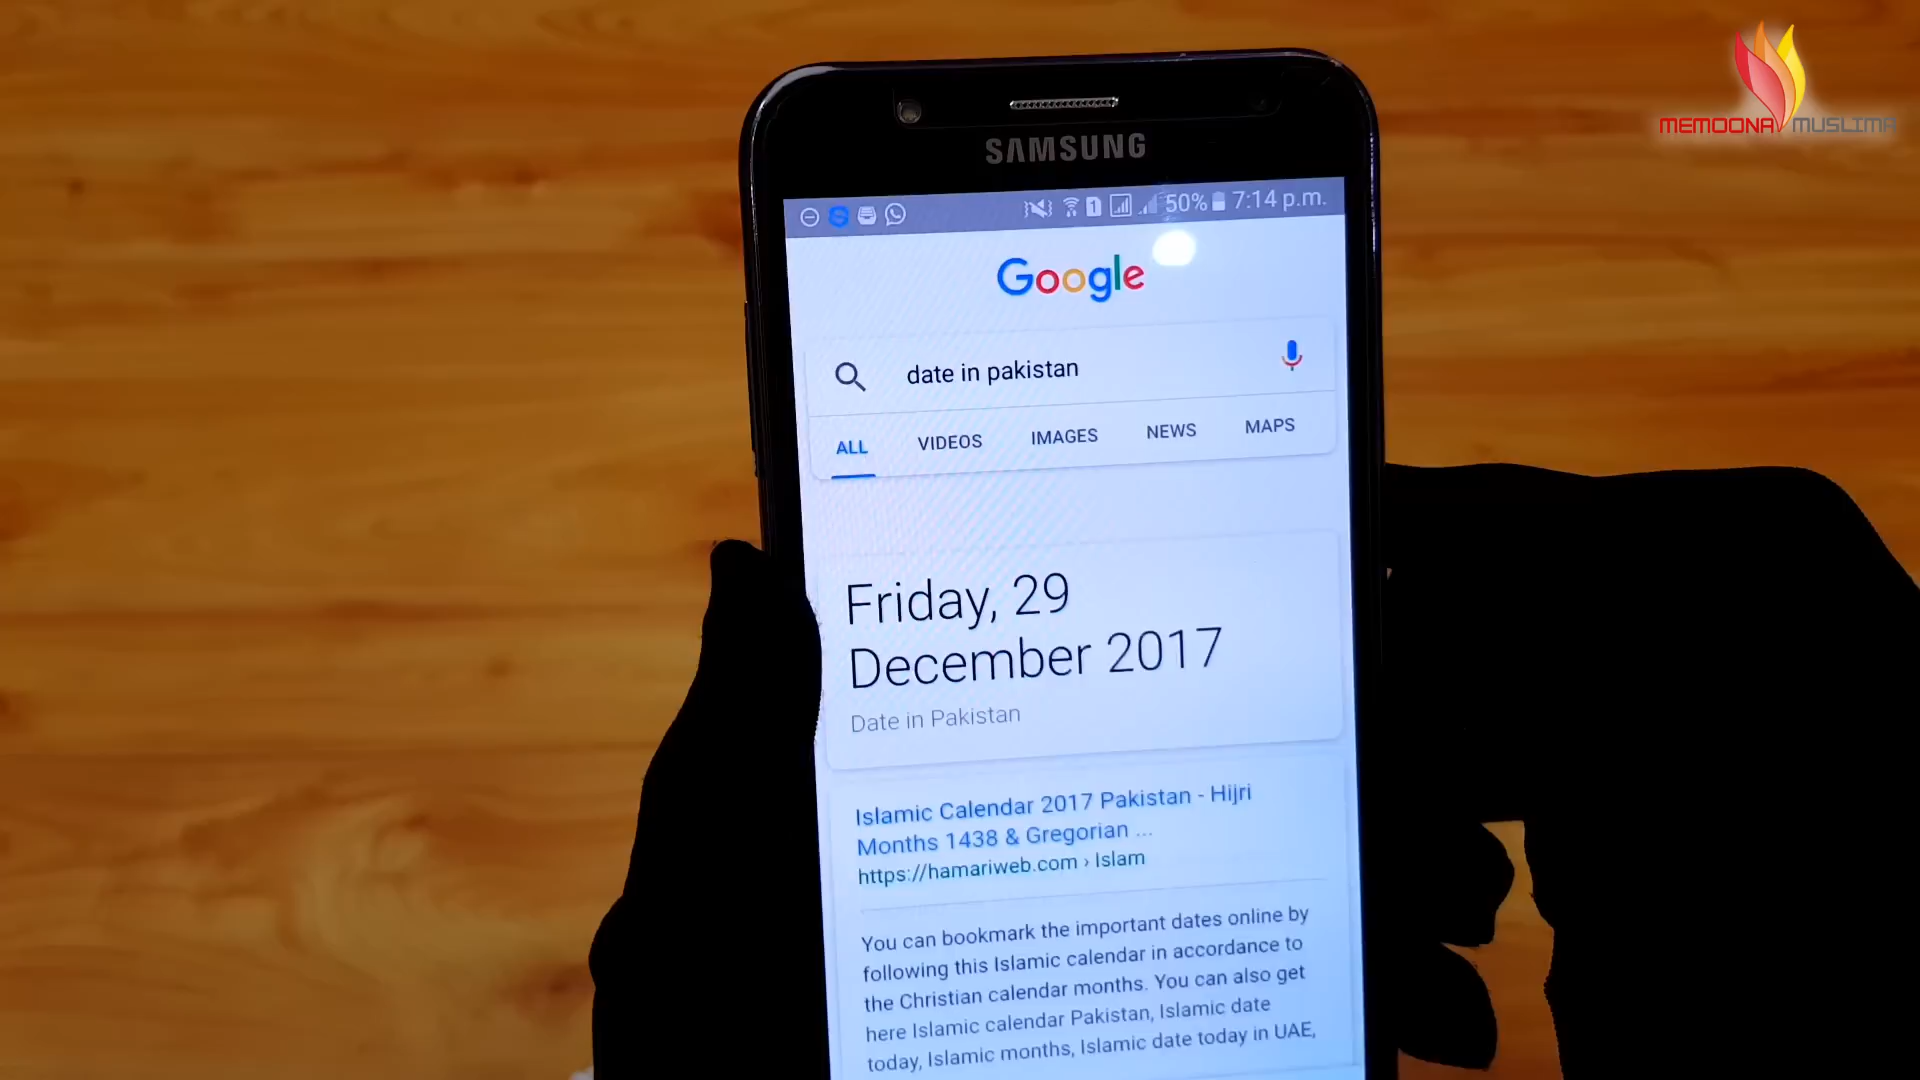 MEMOONA MUSLIMA
SAMSUNG
1 50% 7:14 p.m.
Google
date in pakistan
ALL VIDEOS IMAGES NEWS MAPS
Friday, 29
December 2017
Date in Pakistan
Islamic Calendar 2017 Pakistan - Hijri
Months 1438 & Gregorian ...
https://hamariweb.com › Islam
You can bookmark the important dates online by
following this Islamic calendar in accordance to
the Christian calendar months. You can also get
here Islamic calendar Pakistan, Islamic date
today, Islamic months, Islamic date today in UAE,